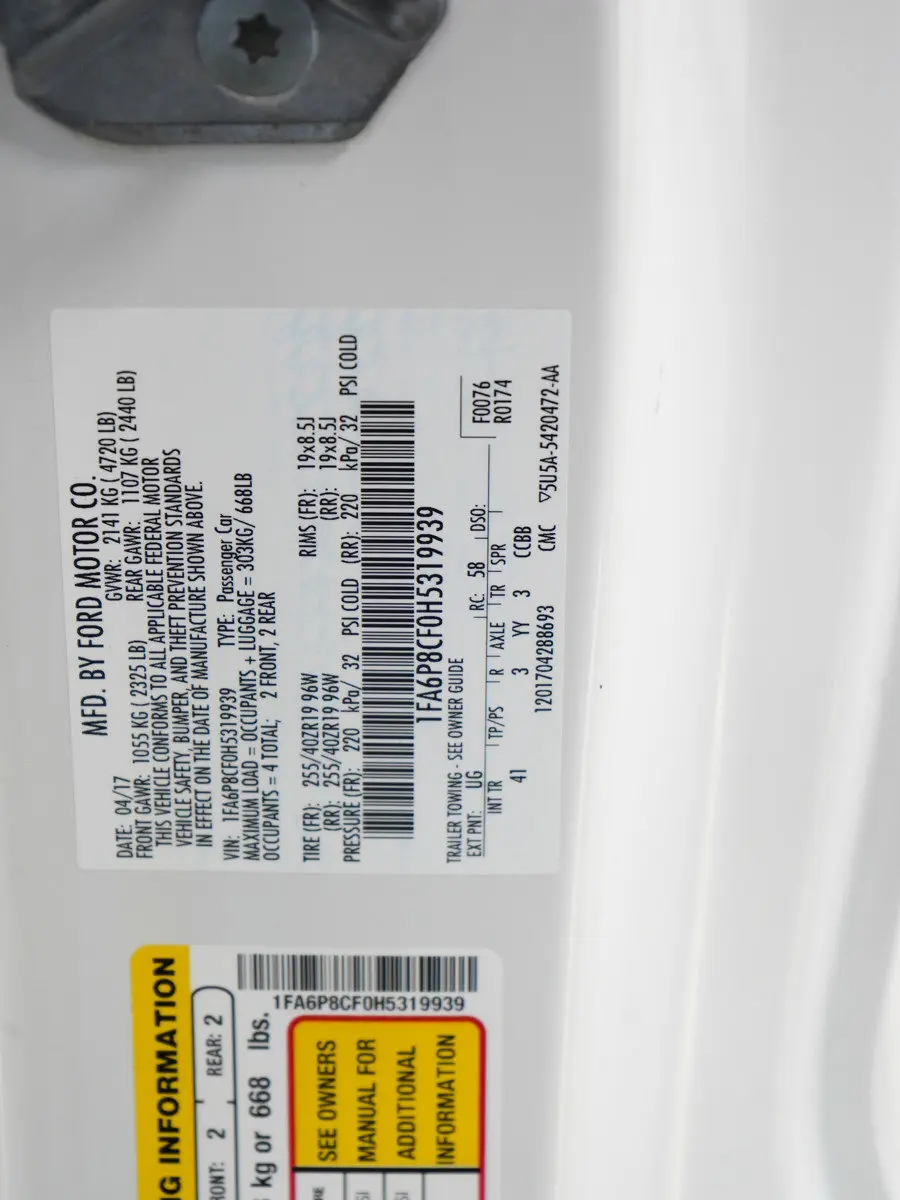 MFD. BY FORD MOTOR CO.
DATE: 04/17 GVWR: 2141 KG ( 4720 LB)
FRONT GAWR: 1055 KG ( 2325 LB) REAR GAWR: 1107 KG ( 2440 LB)
THIS VEHICLE CONFORMS TO ALL APPLICABLE FEDERAL MOTOR
VEHICLE SAFETY, BUMPER, AND THEFT PREVENTION STANDARDS
IN EFFECT ON THE DATE OF MANUFACTURE SHOWN ABOVE.
VIN: 1FA6P8CF0H5319939 TYPE: Passenger Car
MAXIMUM LOAD = OCCUPANTS + LUGGAGE = 303KG/ 668LB
OCCUPANTS = 4 TOTAL; 2 FRONT, 2 REAR
TIRE (FR): 255/40ZR19 96W RIMS (FR): 19x8.5J
(RR): 255/40ZR19 96W (RR): 19x8.5J
PRESSURE (FR): 220 kPa/ 32 PSI COLD (RR): 220 kPa/ 32 PSI COLD
1FA6P8CF0H5319939
TRAILER TOWING - SEE OWNER GUIDE
F0076
EXT PNT: UG RC: 58 DSO: R0174
INT TR TP/PS R AXLE TR SPR
41 3 YY 3 CCBB
1201704288693 CMC ▽5U5A-5420472-AA
NG INFORMATION
RONT: 2 REAR: 2
kg or 668 lbs.
1FA6P8CF0H5319939
SEE OWNERS
MANUAL FOR
ADDITIONAL
INFORMATION